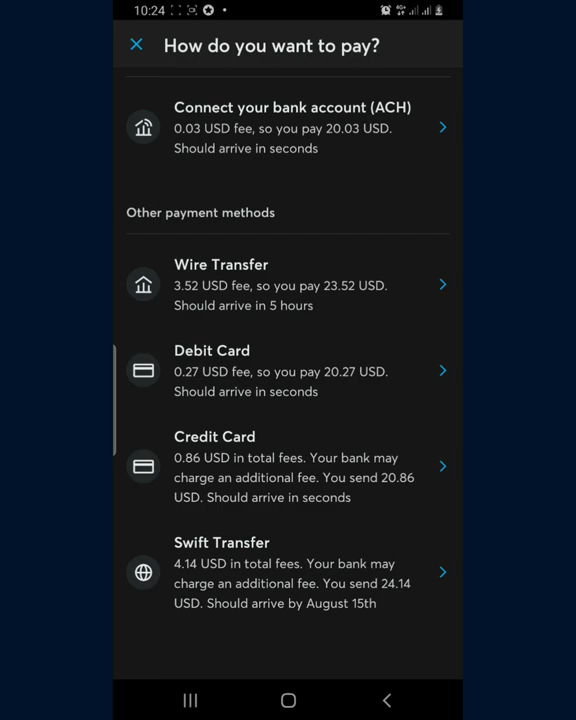 10:24
4G+
How do you want to pay?
Connect your bank account (ACH)
0.03 USD fee, so you pay 20.03 USD.
Should arrive in seconds
Other payment methods
Wire Transfer
3.52 USD fee, so you pay 23.52 USD.
Should arrive in 5 hours
Debit Card
0.27 USD fee, so you pay 20.27 USD.
Should arrive in seconds
Credit Card
0.86 USD in total fees. Your bank may
charge an additional fee. You send 20.86
USD. Should arrive in seconds
Swift Transfer
4.14 USD in total fees. Your bank may
charge an additional fee. You send 24.14
USD. Should arrive by August 15th